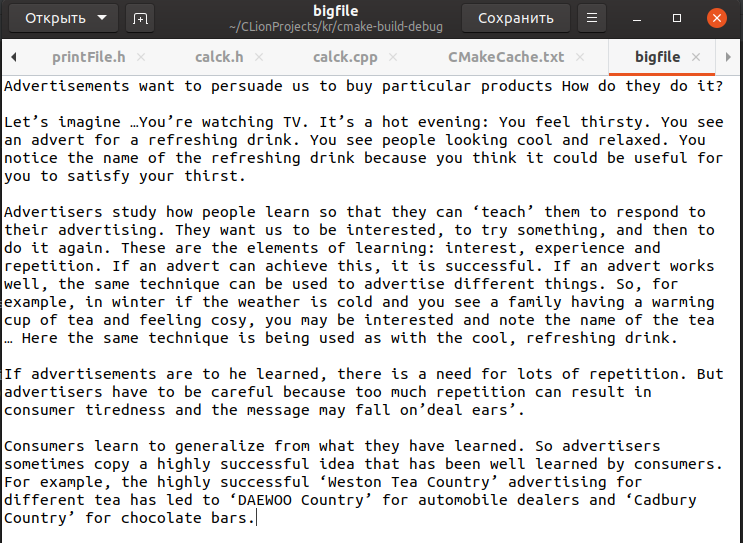 Открыть
bigfile
~/CLionProjects/kr/cmake-build-debug
Сохранить
printFile.h
calck.h
calck.cpp
CMakeCache.txt
bigfile
Advertisements want to persuade us to buy particular products How do they do it?
Let’s imagine …You’re watching TV. It’s a hot evening: You feel thirsty. You see
an advert for a refreshing drink. You see people looking cool and relaxed. You
notice the name of the refreshing drink because you think it could be useful for
you to satisfy your thirst.
Advertisers study how people learn so that they can ‘teach’ them to respond to
their advertising. They want us to be interested, to try something, and then to
do it again. These are the elements of learning: interest, experience and
repetition. If an advert can achieve this, it is successful. If an advert works
well, the same technique can be used to advertise different things. So, for
example, in winter if the weather is cold and you see a family having a warming
cup of tea and feeling cosy, you may be interested and note the name of the tea
… Here the same technique is being used as with the cool, refreshing drink.
If advertisements are to he learned, there is a need for lots of repetition. But
advertisers have to be careful because too much repetition can result in
consumer tiredness and the message may fall on’deal ears’.
Consumers learn to generalize from what they have learned. So advertisers
sometimes copy a highly successful idea that has been well learned by consumers.
For example, the highly successful ‘Weston Tea Country’ advertising for
different tea has led to ‘DAEWOO Country’ for automobile dealers and ‘Cadbury
Country’ for chocolate bars.